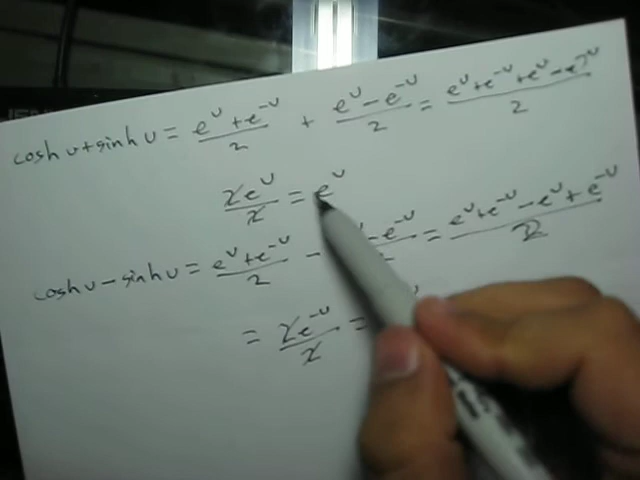 cosh u + sinh u = (e^u + e^-u)/2 + (e^u - e^-u)/2 = (e^u + e^-u + e^u - e^-u)/2
2e^u/2 = e^u
cosh u - sinh u = (e^u + e^-u)/2 - - e^-u = (e^u + e^-u - e^u + e^-u)/2
= 2e^-u/2 =